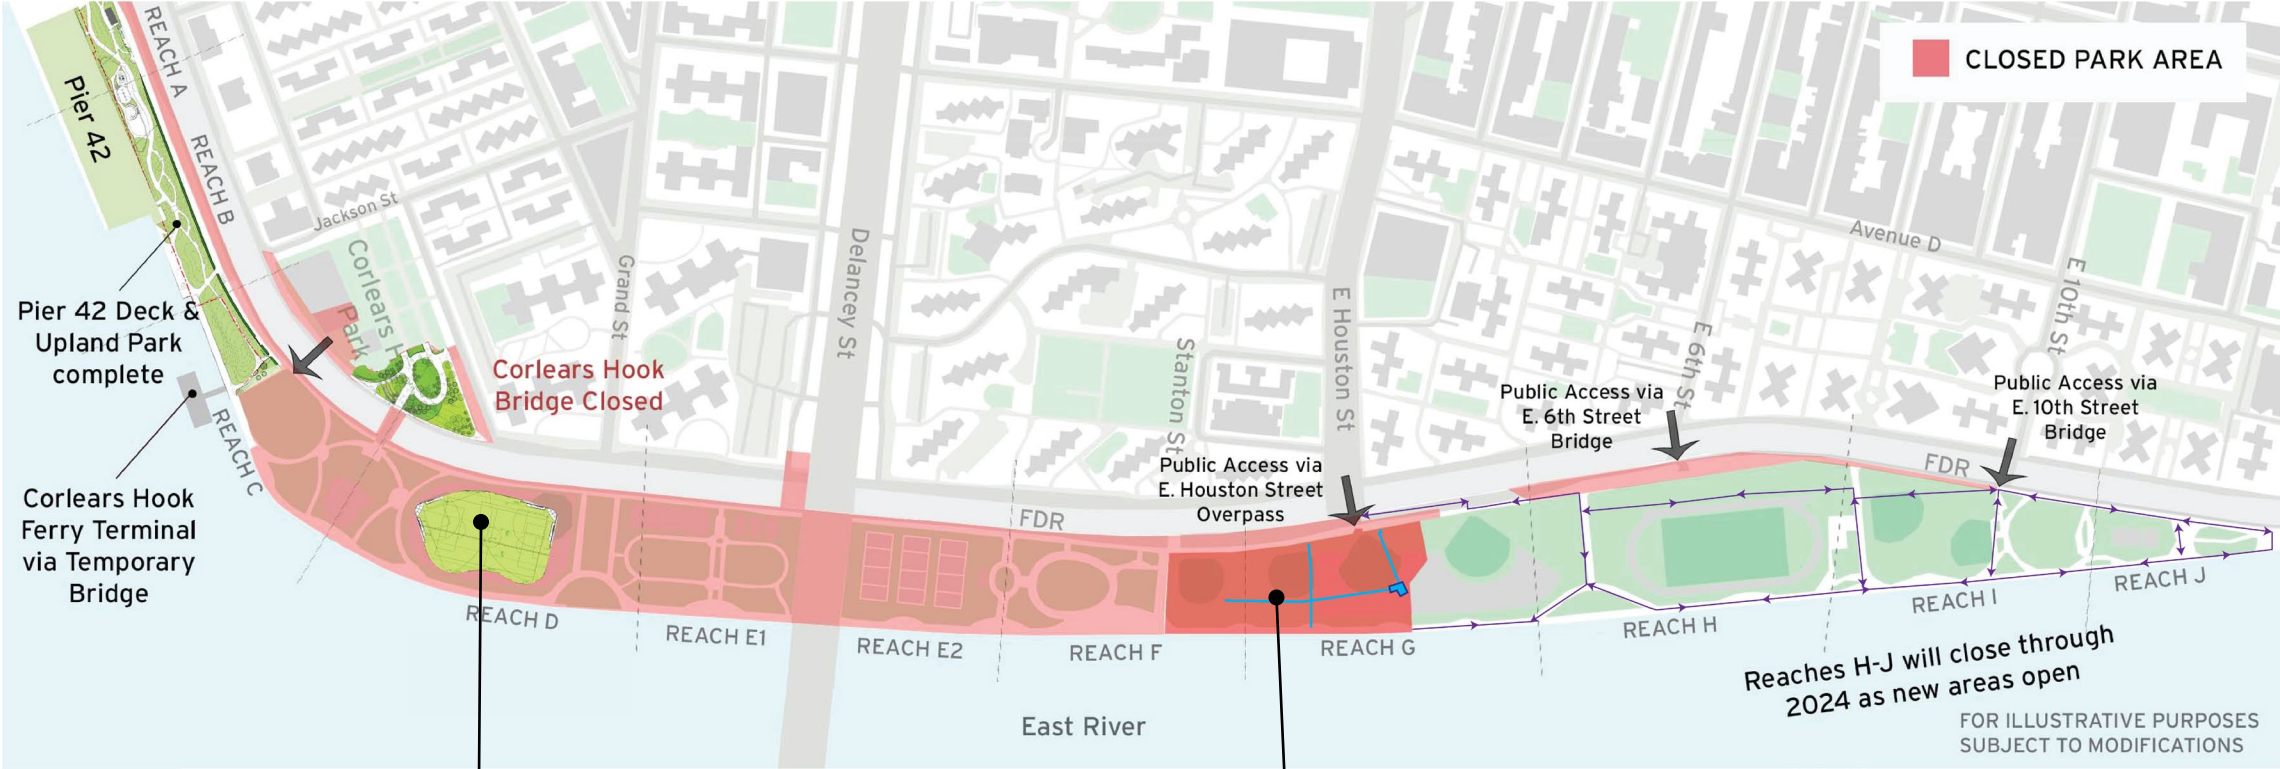 CLOSED PARK AREA
REACH A
Pier 42
REACH B
Jackson St
Corlears H
Park
Grand St
Delancey St
Stanton St
E Houston St
E 6th St
Avenue D
E 10th St
Pier 42 Deck &
Upland Park
complete
Corlears Hook
Bridge Closed
Corlears Hook
Ferry Terminal
via Temporary
Bridge
Public Access via
E. Houston Street
Overpass
Public Access via
E. 6th Street
Bridge
Public Access via
E. 10th Street
Bridge
FDR
FDR
REACH C
REACH D
REACH E1
REACH E2
REACH F
REACH G
REACH H
REACH I
REACH J
Reaches H-J will close through
2024 as new areas open
East River
FOR ILLUSTRATIVE PURPOSES
SUBJECT TO MODIFICATIONS